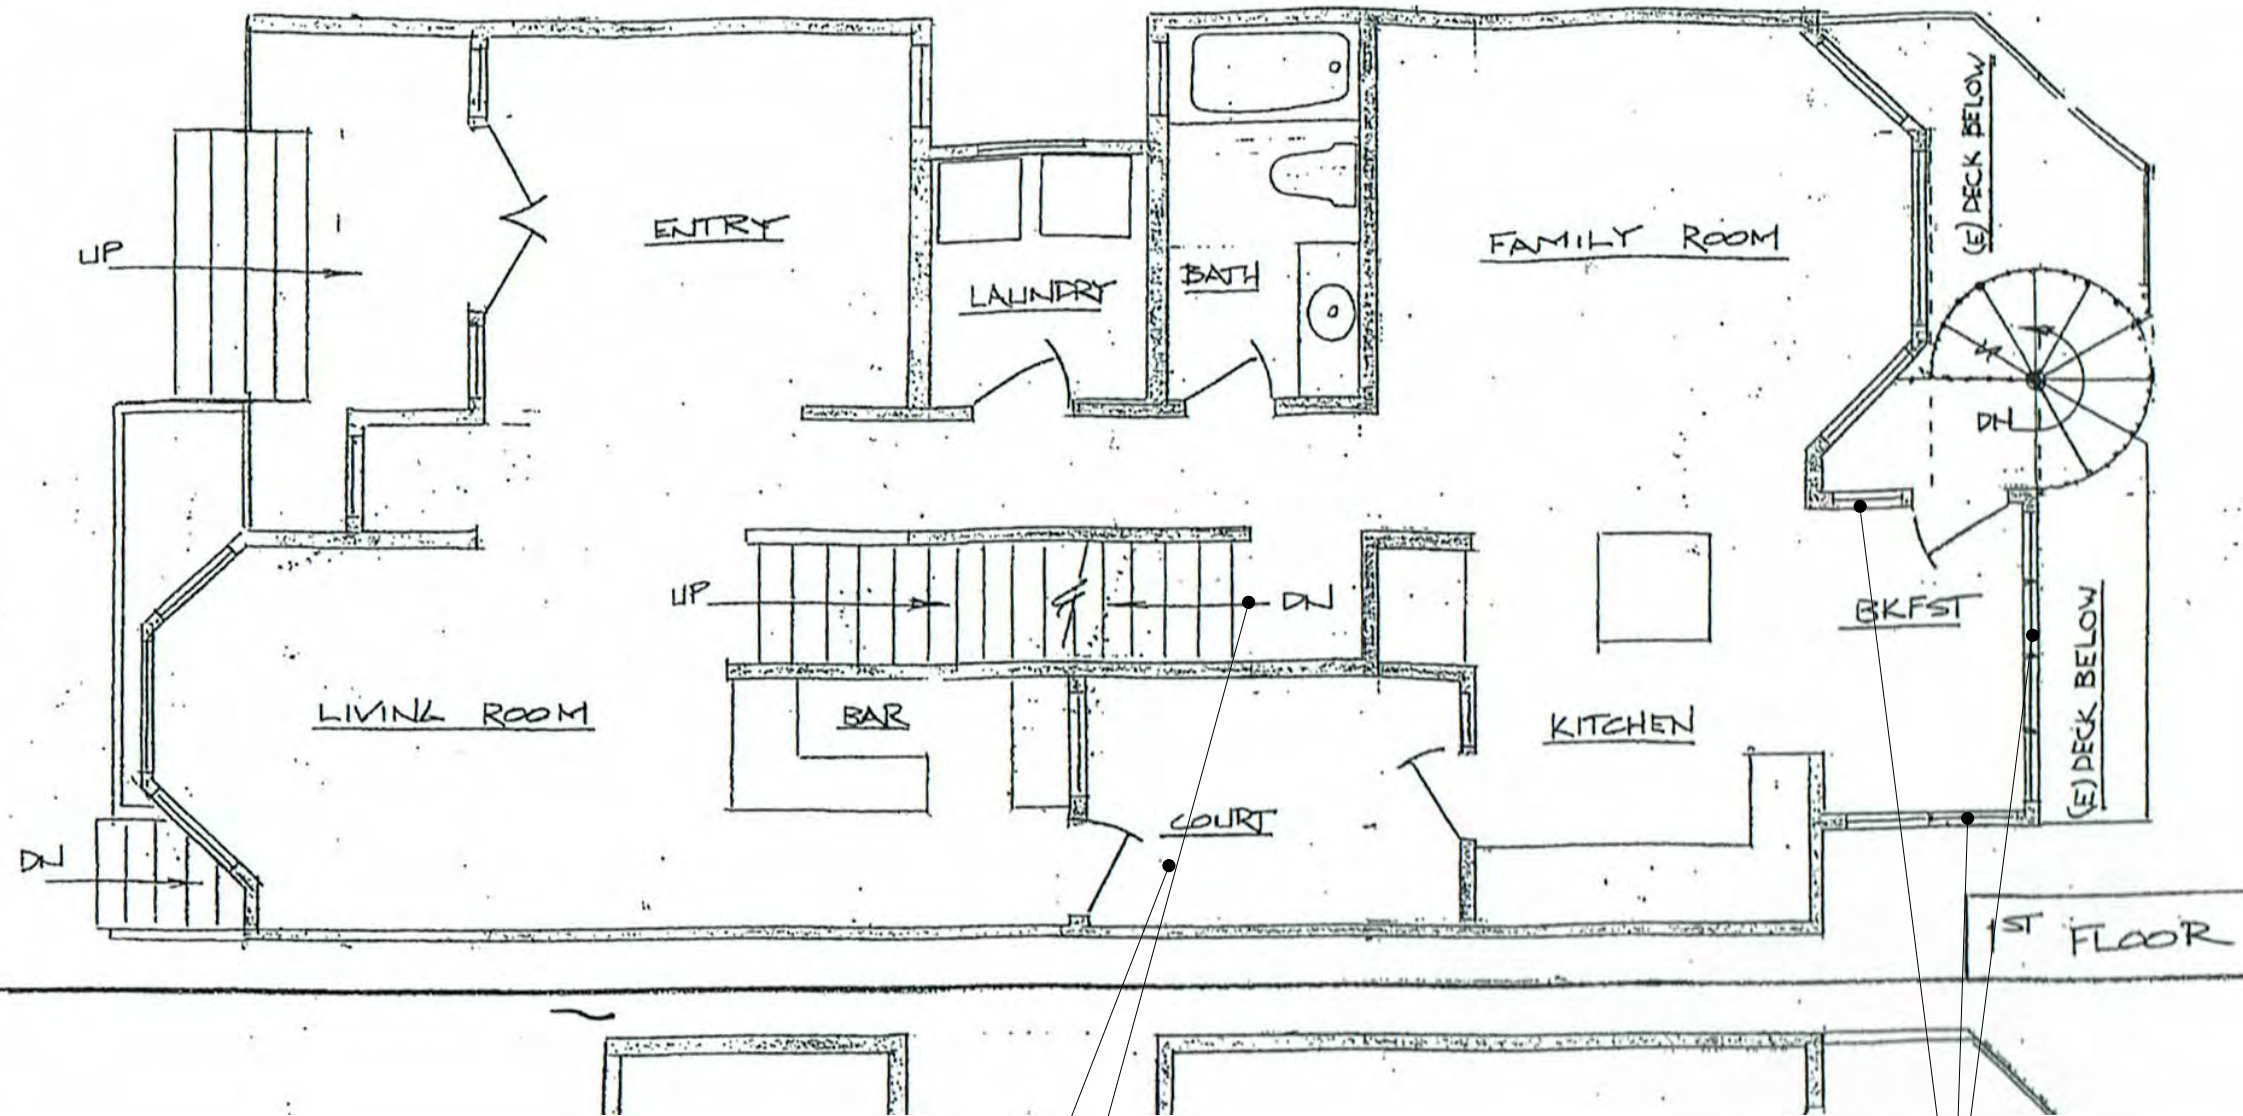 UP
ENTRY
LAUNDRY
BATH
FAMILY ROOM
(E) DECK BELOW
DN
UP
DN
BKFST
LIVING ROOM
BAR
KITCHEN
(E) DECK BELOW
COURT
DN
1ST FLOOR